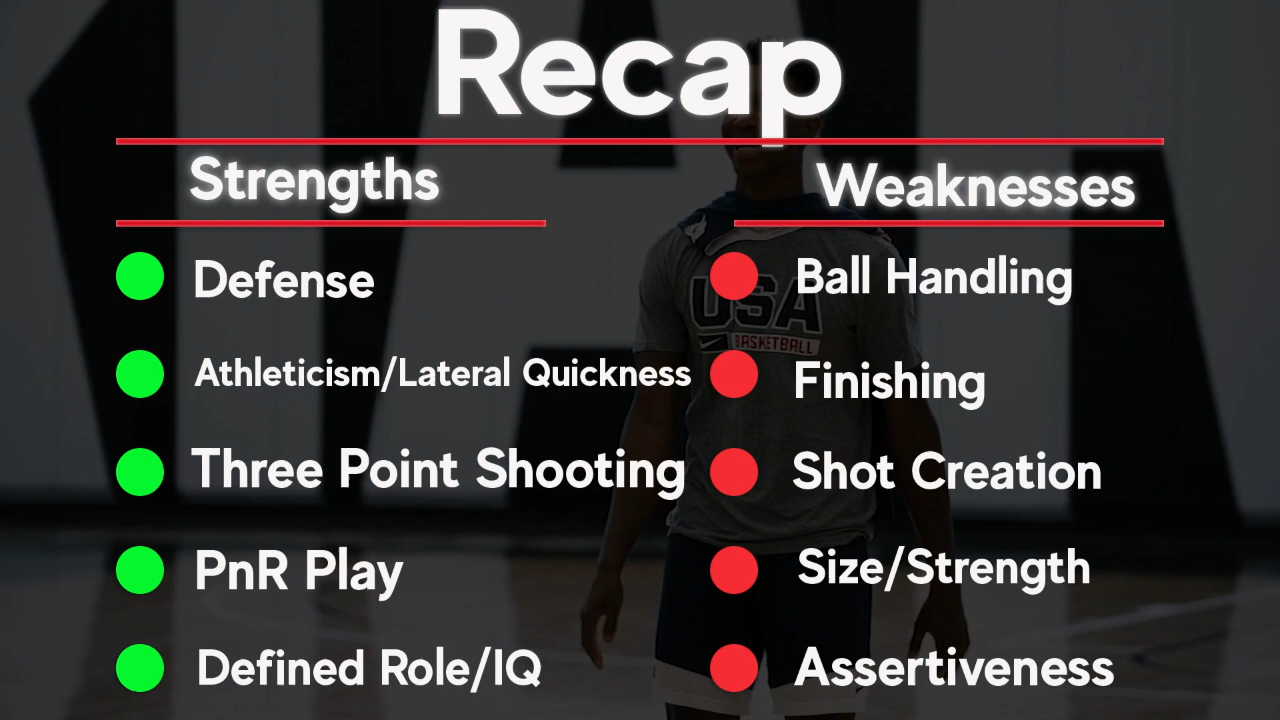 Recap
Strengths
Weaknesses
Defense
Ball Handling
Athleticism/Lateral Quickness
Finishing
Three Point Shooting
Shot Creation
PnR Play
Size/Strength
Defined Role/IQ
Assertiveness
USA
BASKETBALL